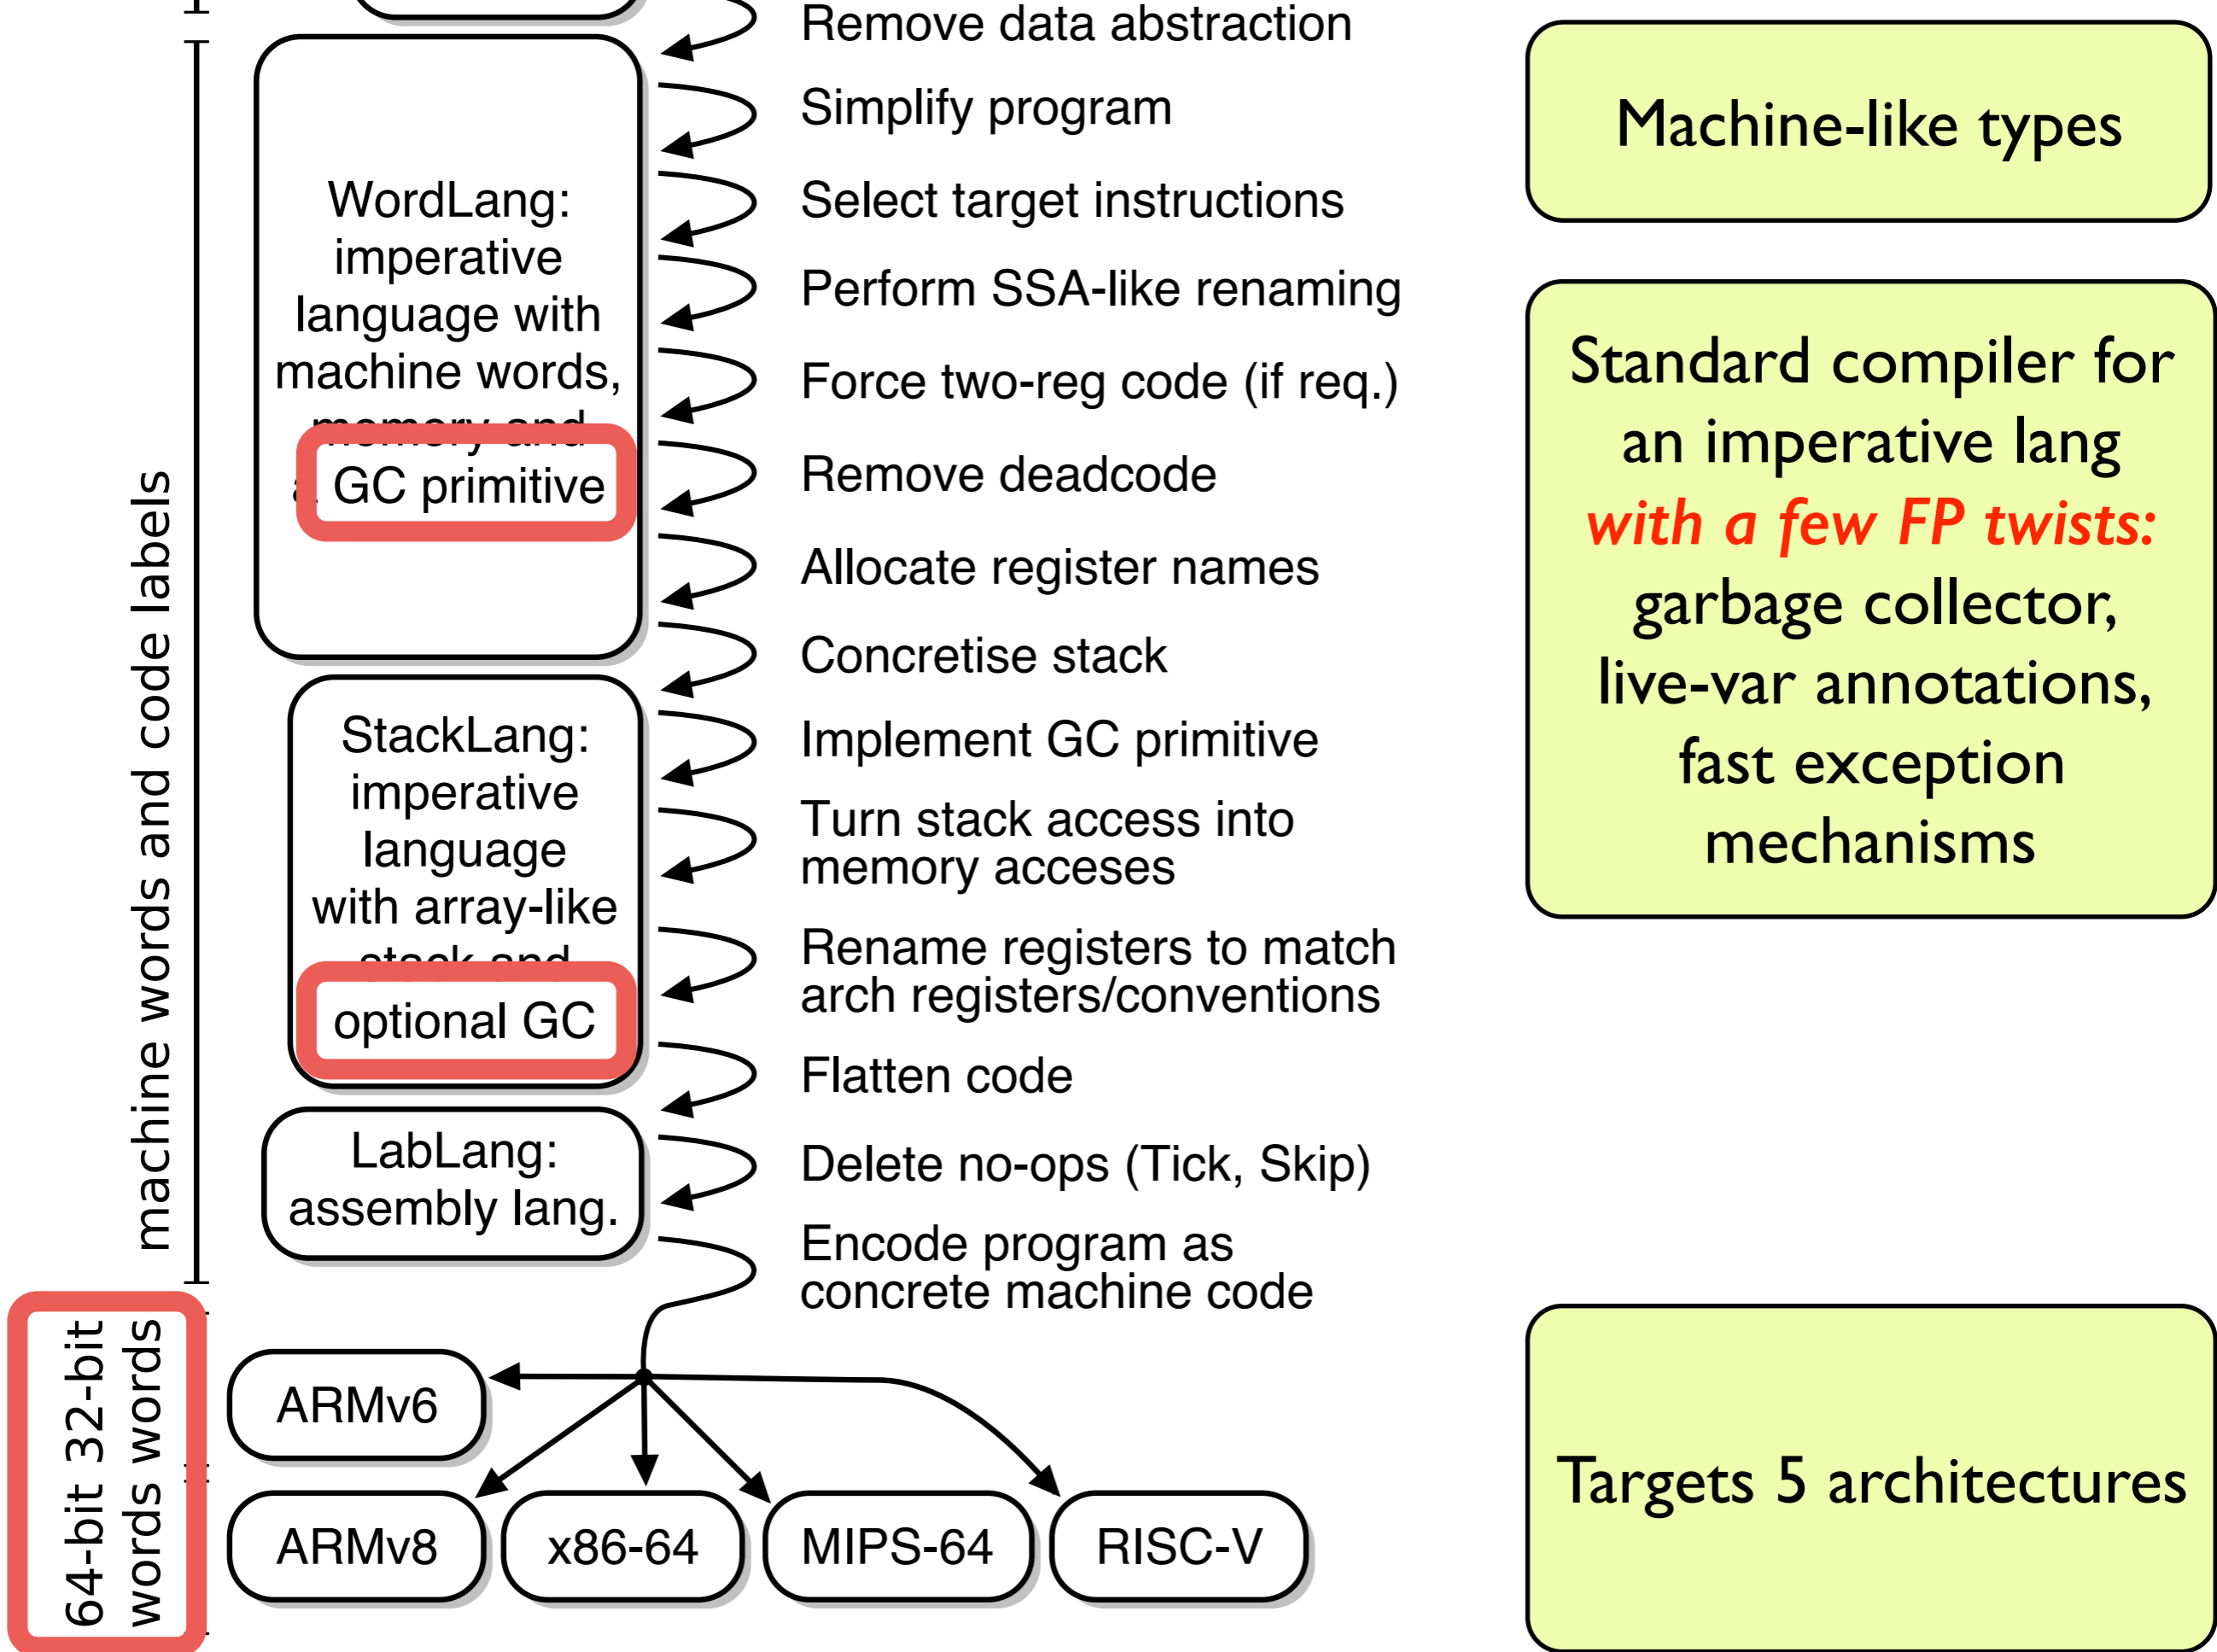 machine words and code labels
64-bit 32-bit
words words
WordLang:
imperative
language with
machine words,
memory and
a GC primitive
StackLang:
imperative
language
with array-like
stack and
optional GC
LabLang:
assembly lang.
Remove data abstraction
Simplify program
Select target instructions
Perform SSA-like renaming
Force two-reg code (if req.)
Remove deadcode
Allocate register names
Concretise stack
Implement GC primitive
Turn stack access into
memory acceses
Rename registers to match
arch registers/conventions
Flatten code
Delete no-ops (Tick, Skip)
Encode program as
concrete machine code
ARMv6
ARMv8
x86-64
MIPS-64
RISC-V
Machine-like types
Standard compiler for
an imperative lang
with a few FP twists:
garbage collector,
live-var annotations,
fast exception
mechanisms
Targets 5 architectures